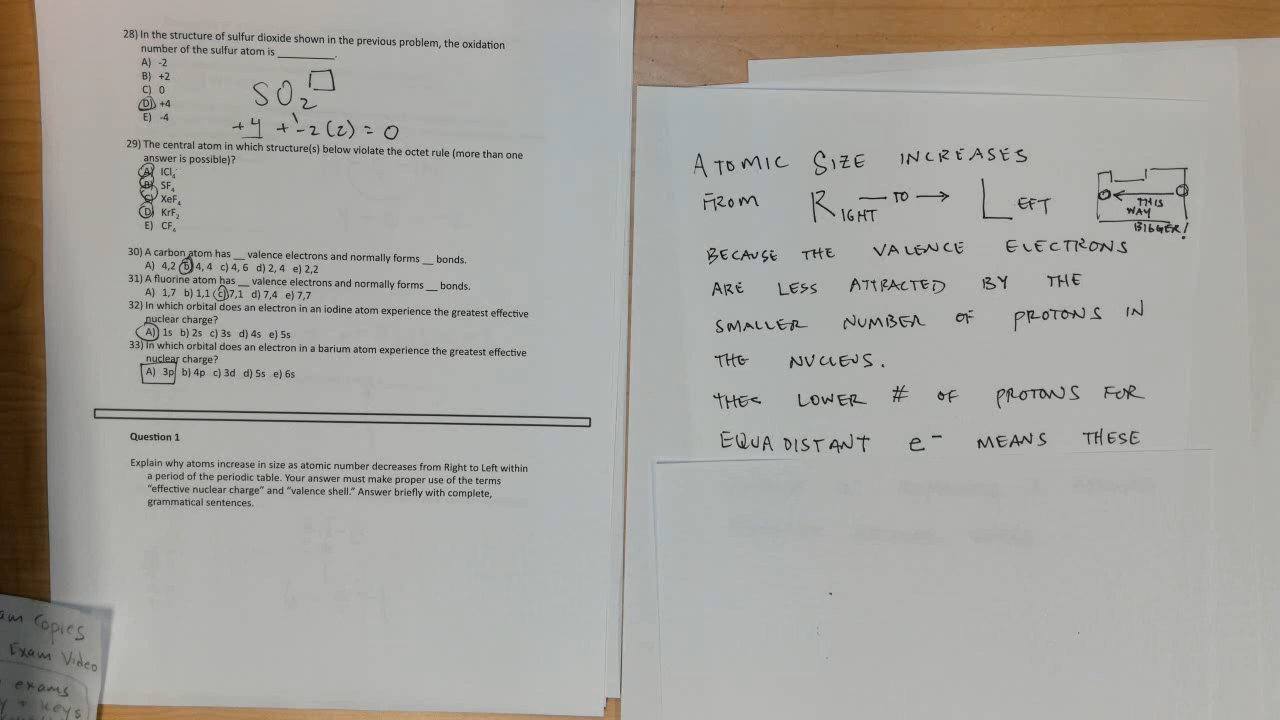 28) In the structure of sulfur dioxide shown in the previous problem, the oxidation
number of the sulfur atom is ________.
A) -2
B) +2
C) 0
D) +4
E) -4
SO₂
+4 + -2(2) = 0
29) The central atom in which structure(s) below violate the octet rule (more than one
answer is possible)?
B) SF₄
C) XeF₄
D) KrF₂
E) CF₄
30) A carbon atom has __ valence electrons and normally forms __ bonds.
A) 4,2 b) 4, 4 c) 4, 6 d) 2, 4 e) 2,2
31) A fluorine atom has __ valence electrons and normally forms __ bonds.
A) 1,7 b) 1,1 c) 7,1 d) 7,4 e) 7,7
32) In which orbital does an electron in an iodine atom experience the greatest effective
nuclear charge?
A) 1s b) 2s c) 3s d) 4s e) 5s
33) In which orbital does an electron in a barium atom experience the greatest effective
nuclear charge?
A) 3p b) 4p c) 3d d) 5s e) 6s
Question 1
Explain why atoms increase in size as atomic number decreases from Right to Left within
a period of the periodic table. Your answer must make proper use of the terms
“effective nuclear charge” and “valence shell.” Answer briefly with complete,
grammatical sentences.
ATOMIC SIZE INCREASES
FROM RIGHT TO → LEFT
THIS
WAY
BIGGER!
BECAUSE THE VALENCE ELECTRONS
ARE LESS ATTRACTED BY THE
SMALLER NUMBER OF PROTONS IN
THE NUCLEUS.
LOWER # OF PROTONS FOR
EQUADISTANT e⁻ MEANS THESE
Copies
Exam Video
exams
+ keys